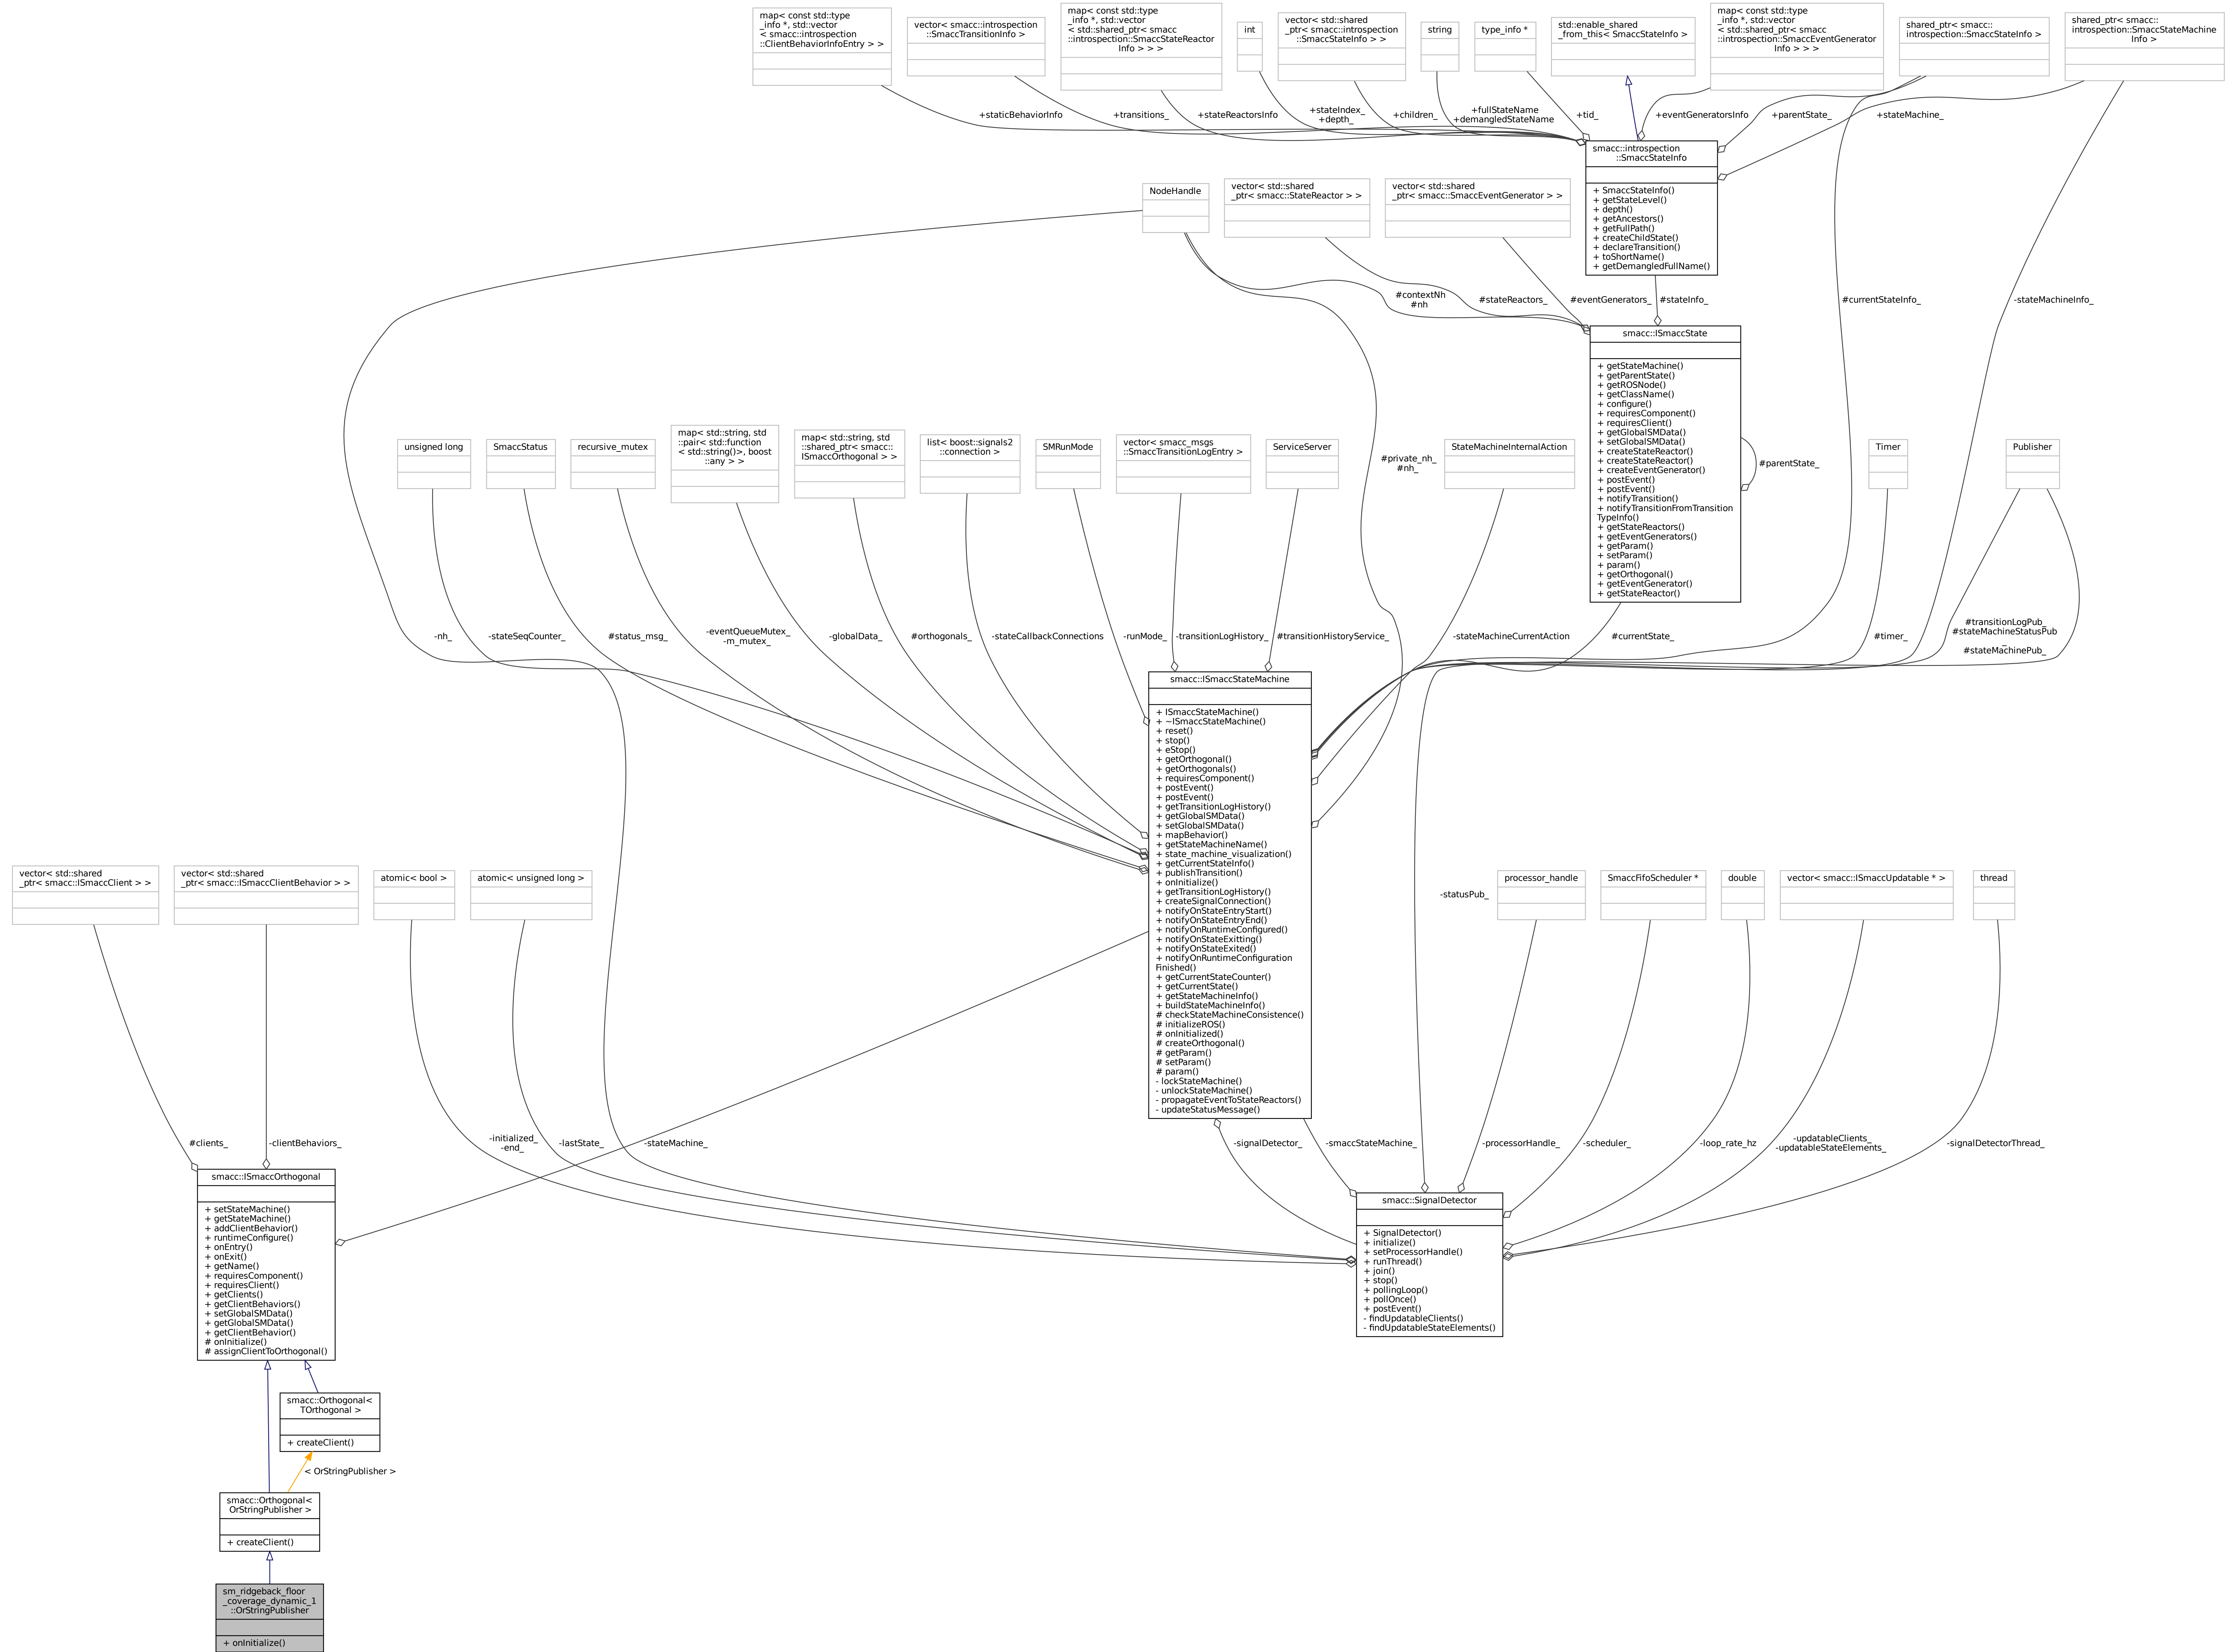 map< const std::type
_info *, std::vector
< smacc::introspection
::ClientBehaviorInfoEntry > >
vector< smacc::introspection
::SmaccTransitionInfo >
map< const std::type
_info *, std::vector
< std::shared_ptr< smacc
::introspection::SmaccStateReactor
Info > > >
int
vector< std::shared
_ptr< smacc::introspection
::SmaccStateInfo > >
string
type_info *
std::enable_shared
_from_this< SmaccStateInfo >
map< const std::type
_info *, std::vector
< std::shared_ptr< smacc
::introspection::SmaccEventGenerator
Info > > >
shared_ptr< smacc::
introspection::SmaccStateInfo >
shared_ptr< smacc::
introspection::SmaccStateMachine
Info >
+staticBehaviorInfo
+transitions_
+stateReactorsInfo
+stateIndex_
+depth_
+children_
+fullStateName
+demangledStateName
+tid_
+eventGeneratorsInfo
+parentState_
+stateMachine_
smacc::introspection
::SmaccStateInfo
+ SmaccStateInfo()
+ getStateLevel()
+ depth()
+ getAncestors()
+ getFullPath()
+ createChildState()
+ declareTransition()
+ toShortName()
+ getDemangledFullName()
NodeHandle
vector< std::shared
_ptr< smacc::StateReactor > >
vector< std::shared
_ptr< smacc::SmaccEventGenerator > >
#contextNh
#nh
#stateReactors_
#eventGenerators_
#stateInfo_
#currentStateInfo_
-stateMachineInfo_
smacc::ISmaccState
+ getStateMachine()
+ getParentState()
+ getROSNode()
+ getClassName()
+ configure()
+ requiresComponent()
+ requiresClient()
+ getGlobalSMData()
+ setGlobalSMData()
+ createStateReactor()
+ createStateReactor()
+ createEventGenerator()
+ postEvent()
+ postEvent()
+ notifyTransition()
+ notifyTransitionFromTransition
TypeInfo()
+ getStateReactors()
+ getEventGenerators()
+ getParam()
+ setParam()
+ param()
+ getOrthogonal()
+ getEventGenerator()
+ getStateReactor()
#parentState_
unsigned long
SmaccStatus
recursive_mutex
map< std::string, std
::pair< std::function
< std::string()>, boost
::any > >
map< std::string, std
::shared_ptr< smacc::
ISmaccOrthogonal > >
list< boost::signals2
::connection >
SMRunMode
vector< smacc_msgs
::SmaccTransitionLogEntry >
ServiceServer
#private_nh_
#nh_
StateMachineInternalAction
Timer
Publisher
-nh_
-stateSeqCounter_
#status_msg_
-eventQueueMutex_
-m_mutex_
-globalData_
#orthogonals_
-stateCallbackConnections
-runMode_
-transitionLogHistory_
#transitionHistoryService_
-stateMachineCurrentAction
#currentState_
#timer_
#transitionLogPub_
#stateMachineStatusPub
_
#stateMachinePub_
smacc::ISmaccStateMachine
+ ISmaccStateMachine()
+ ~ISmaccStateMachine()
+ reset()
+ stop()
+ eStop()
+ getOrthogonal()
+ getOrthogonals()
+ requiresComponent()
+ postEvent()
+ postEvent()
+ getTransitionLogHistory()
+ getGlobalSMData()
+ setGlobalSMData()
+ mapBehavior()
+ getStateMachineName()
+ state_machine_visualization()
+ getCurrentStateInfo()
+ publishTransition()
+ onInitialize()
+ getTransitionLogHistory()
+ createSignalConnection()
+ notifyOnStateEntryStart()
+ notifyOnStateEntryEnd()
+ notifyOnRuntimeConfigured()
+ notifyOnStateExitting()
+ notifyOnStateExited()
+ notifyOnRuntimeConfiguration
Finished()
+ getCurrentStateCounter()
+ getCurrentState()
+ getStateMachineInfo()
+ buildStateMachineInfo()
# checkStateMachineConsistence()
# initializeROS()
# onInitialized()
# createOrthogonal()
# getParam()
# setParam()
# param()
- lockStateMachine()
- unlockStateMachine()
- propagateEventToStateReactors()
- updateStatusMessage()
vector< std::shared
_ptr< smacc::ISmaccClient > >
vector< std::shared
_ptr< smacc::ISmaccClientBehavior > >
atomic< bool >
atomic< unsigned long >
-statusPub_
processor_handle
SmaccFifoScheduler *
double
vector< smacc::ISmaccUpdatable * >
thread
#clients_
-clientBehaviors_
-initialized_
-end_
-lastState_
-stateMachine_
-signalDetector_
-smaccStateMachine_
-processorHandle_
-scheduler_
-loop_rate_hz
-updatableClients_
-updatableStateElements_
-signalDetectorThread_
smacc::ISmaccOrthogonal
+ setStateMachine()
+ getStateMachine()
+ addClientBehavior()
+ runtimeConfigure()
+ onEntry()
+ onExit()
+ getName()
+ requiresComponent()
+ requiresClient()
+ getClients()
+ getClientBehaviors()
+ setGlobalSMData()
+ getGlobalSMData()
+ getClientBehavior()
# onInitialize()
# assignClientToOrthogonal()
smacc::SignalDetector
+ SignalDetector()
+ initialize()
+ setProcessorHandle()
+ runThread()
+ join()
+ stop()
+ pollingLoop()
+ pollOnce()
+ postEvent()
- findUpdatableClients()
- findUpdatableStateElements()
smacc::Orthogonal<
TOrthogonal >
+ createClient()
< OrStringPublisher >
smacc::Orthogonal<
OrStringPublisher >
+ createClient()
sm_ridgeback_floor
_coverage_dynamic_1
::OrStringPublisher
+ onInitialize()